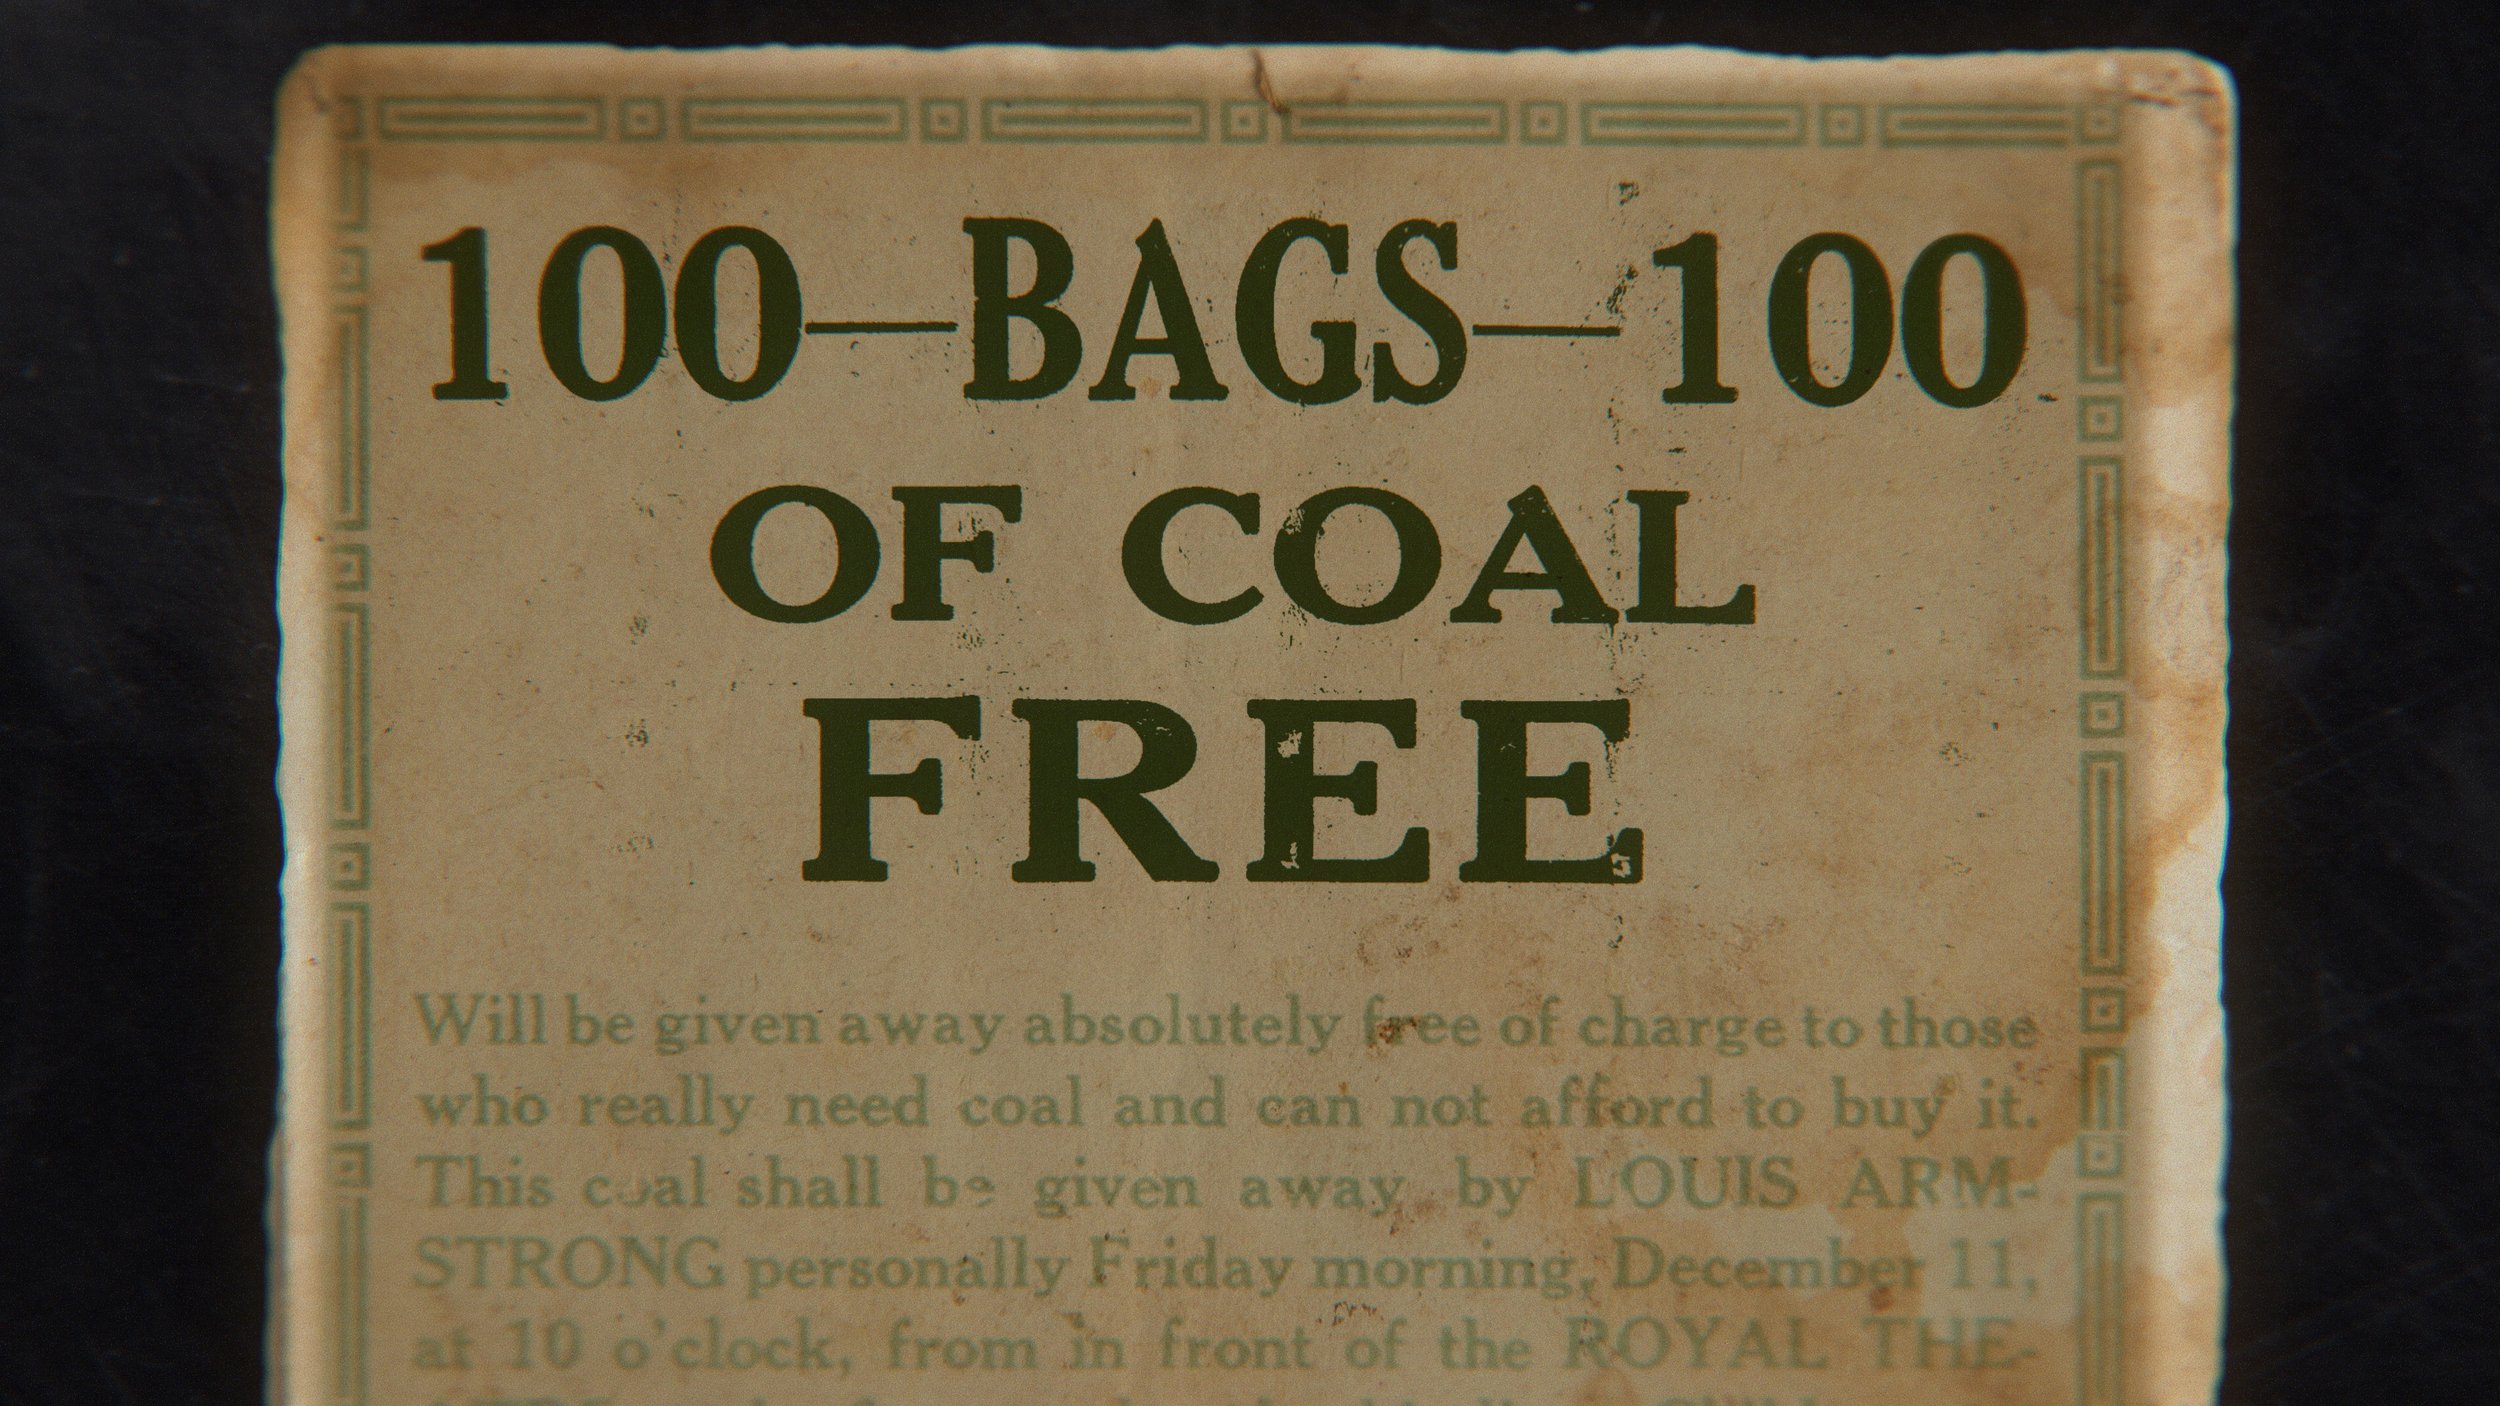 100—BAGS—100
OF COAL
FREE
Will be given away absolutely free of charge to those
who really need coal and can not afford to buy it.
This coal shall be given away by LOUIS ARM-
STRONG personally Friday morning, December 11,
at 10 o'clock, from in front of the ROYAL THE-